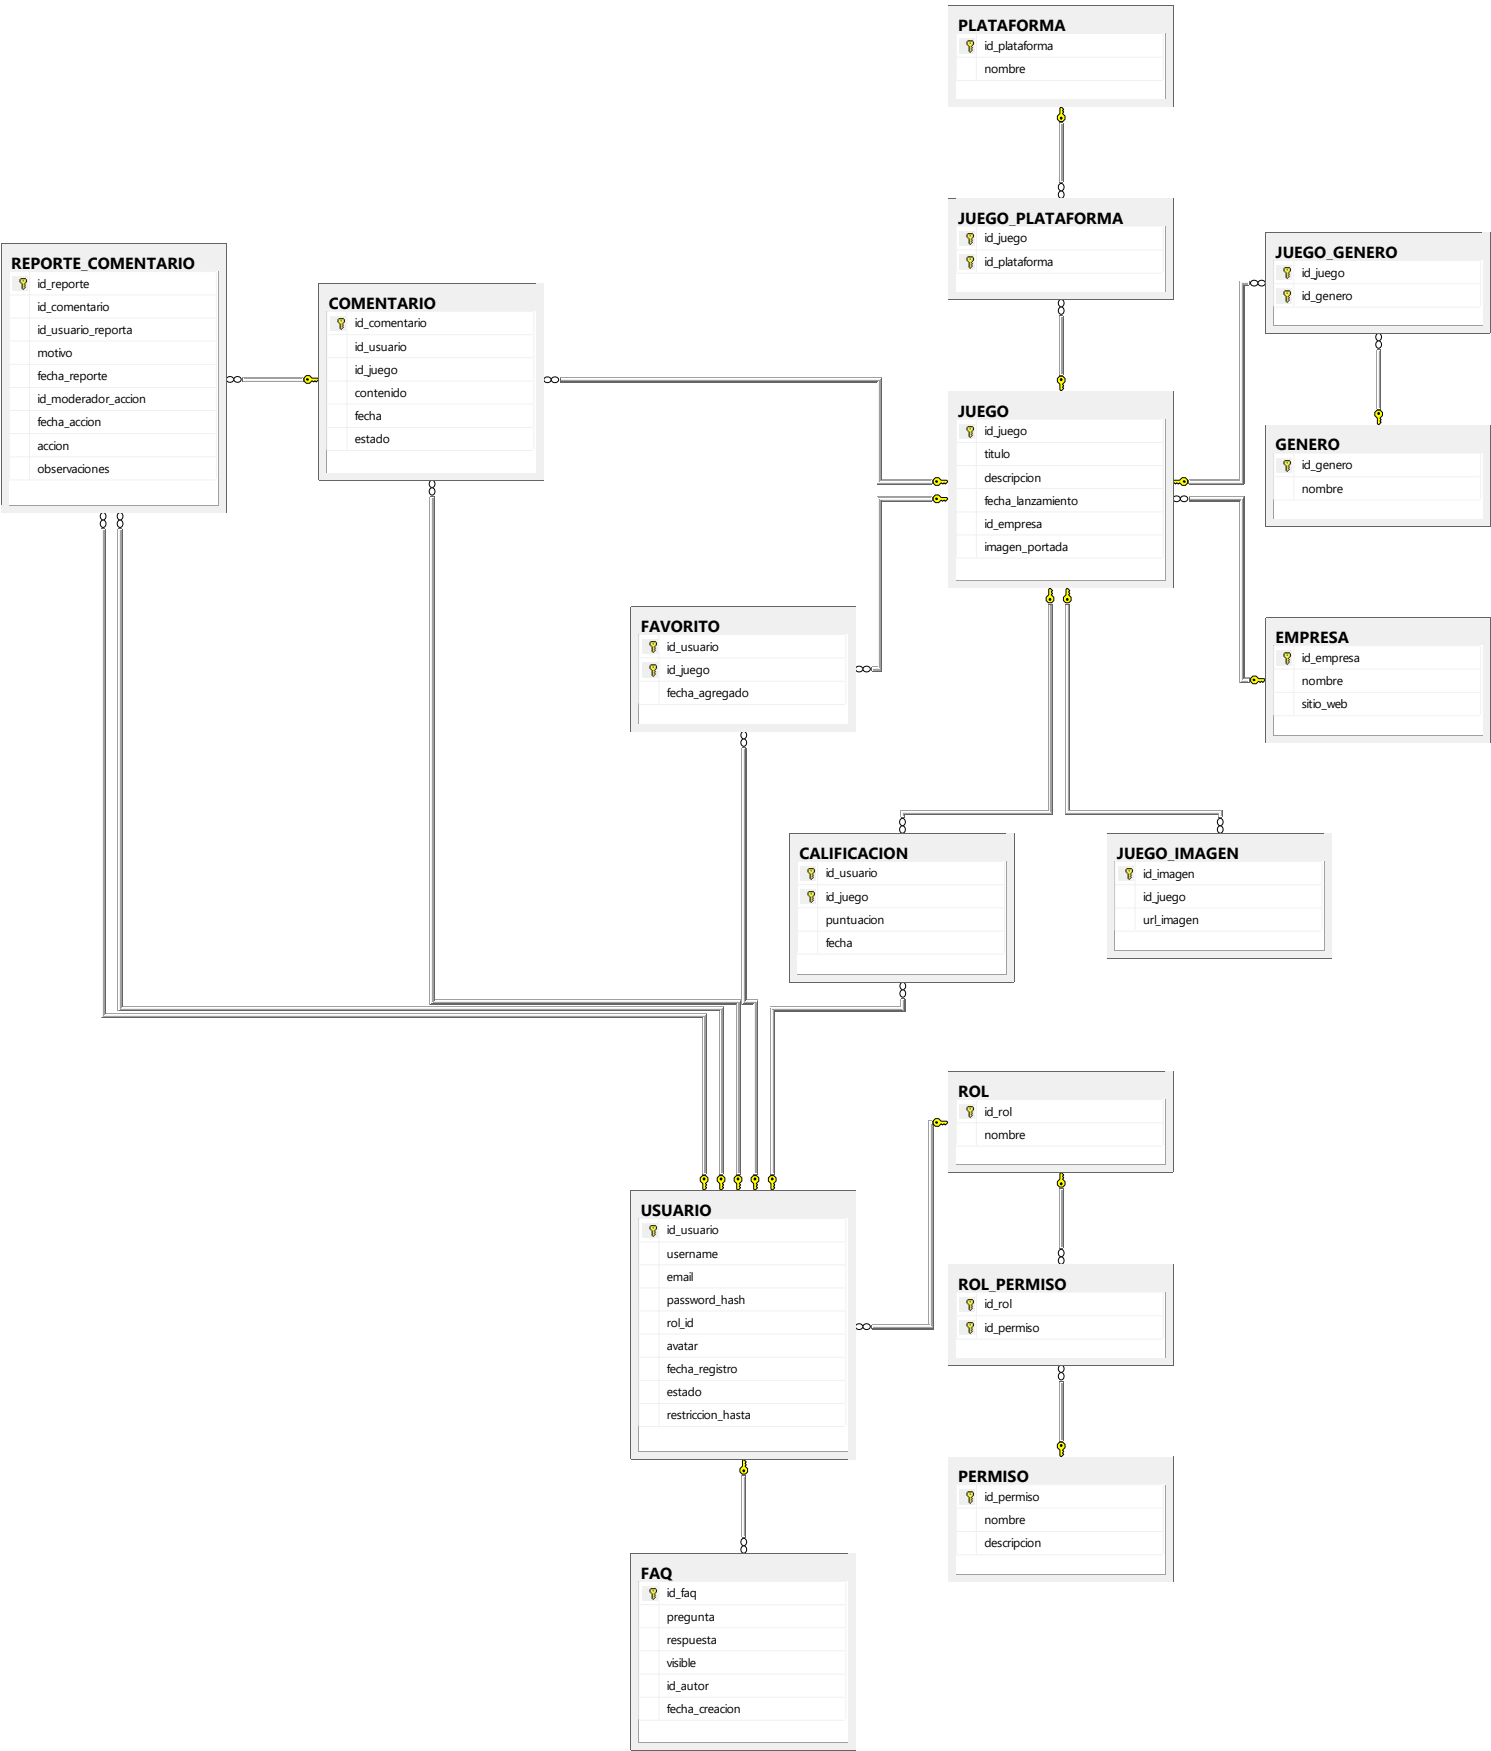 PLATAFORMA
id_plataforma
nombre
JUEGO_PLATAFORMA
id_juego
id_plataforma
JUEGO_GENERO
id_juego
id_genero
REPORTE_COMENTARIO
id_reporte
id_comentario
id_usuario_reporta
motivo
fecha_reporte
id_moderador_accion
fecha_accion
accion
observaciones
COMENTARIO
id_comentario
id_usuario
id_juego
contenido
fecha
estado
JUEGO
id_juego
titulo
descripcion
fecha_lanzamiento
id_empresa
imagen_portada
GENERO
id_genero
nombre
FAVORITO
id_usuario
id_juego
fecha_agregado
EMPRESA
id_empresa
nombre
sitio_web
CALIFICACION
id_usuario
id_juego
puntuacion
fecha
JUEGO_IMAGEN
id_imagen
id_juego
url_imagen
ROL
id_rol
nombre
USUARIO
id_usuario
username
email
password_hash
rol_id
avatar
fecha_registro
estado
restriccion_hasta
ROL_PERMISO
id_rol
id_permiso
PERMISO
id_permiso
nombre
descripcion
FAQ
id_faq
pregunta
respuesta
visible
id_autor
fecha_creacion